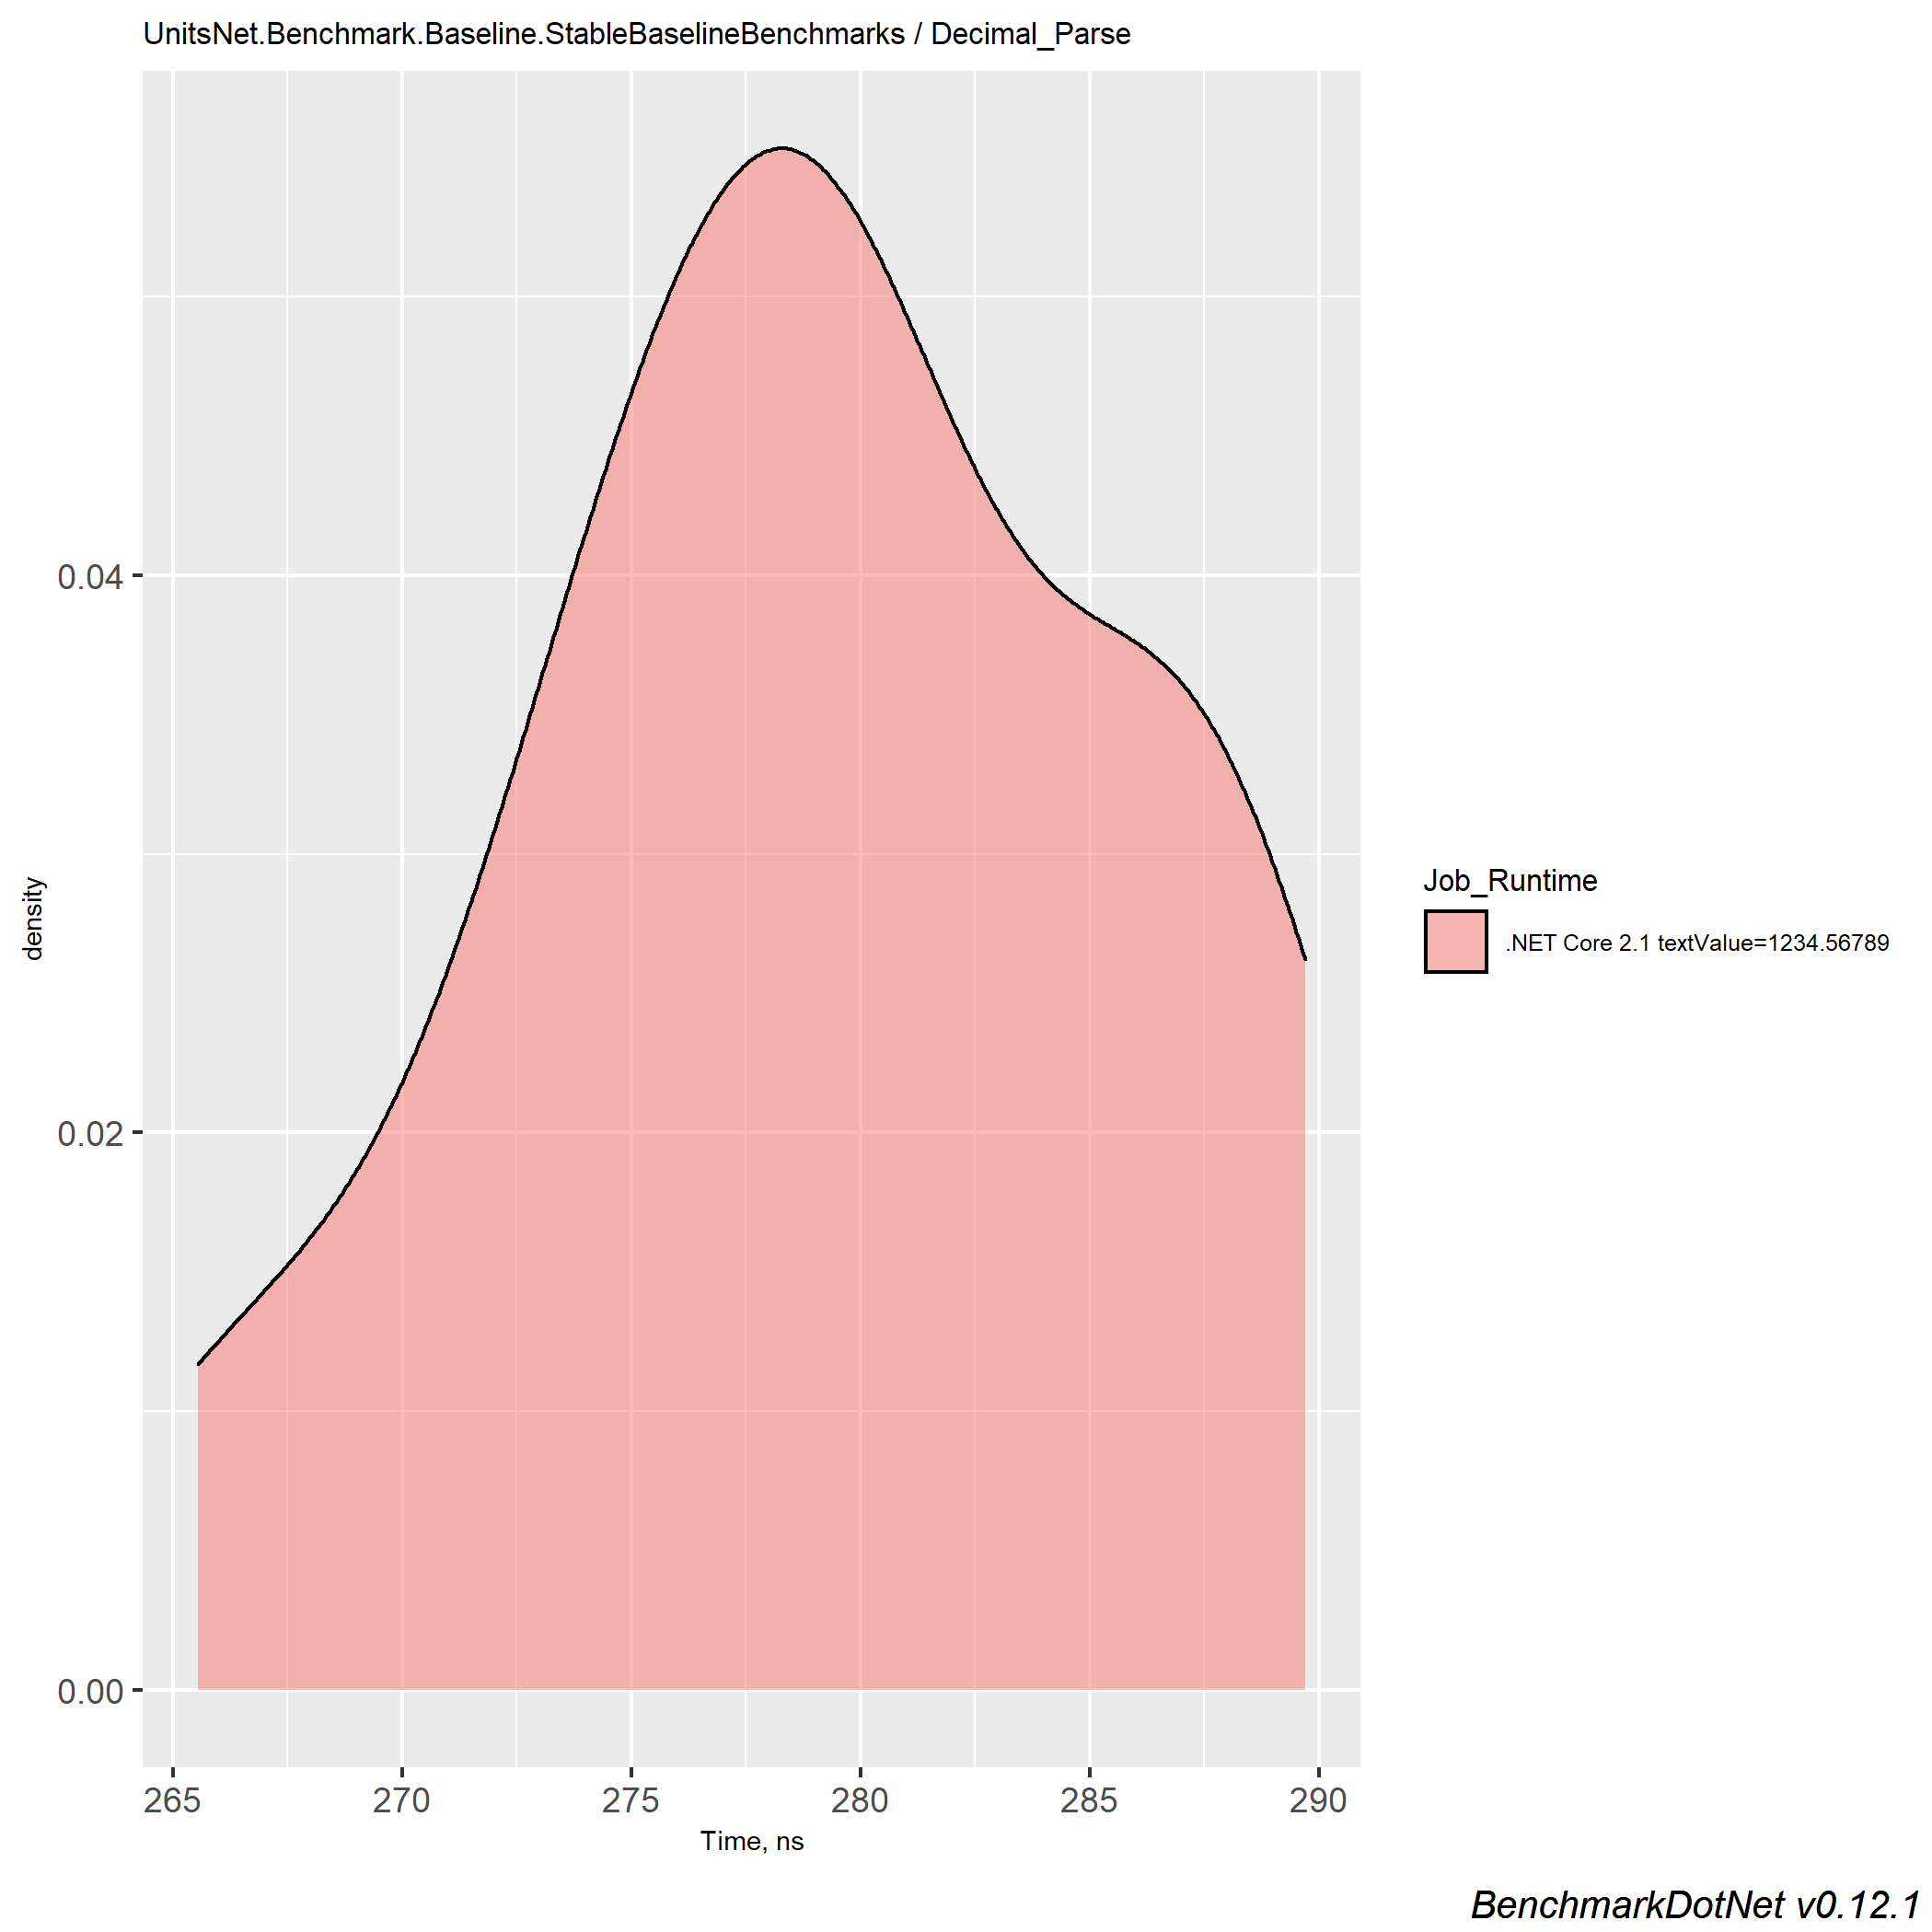 UnitsNet.Benchmark.Baseline.StableBaselineBenchmarks / Decimal_Parse
density
0.04
0.02
0.00
265 270 275 280 285 290
Time, ns
Job_Runtime
.NET Core 2.1 textValue=1234.56789
BenchmarkDotNet v0.12.1